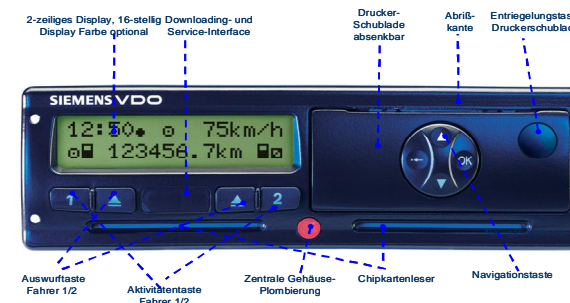 2-zeiliges Display, 16-stellig
Display Farbe optional
Downloading- und
Service-Interface
Drucker-
Schublade
absenkbar
Abriß-
kante
Entriegelungstas
Druckerschublad
SIEMENS VDO
12:50 75km/h
123456.7km
1
2
OK
Auswurftaste
Fahrer 1/2
Aktivitätentaste
Fahrer 1/2
Zentrale Gehäuse-
Plombierung
Chipkartenleser
Navigationstaste